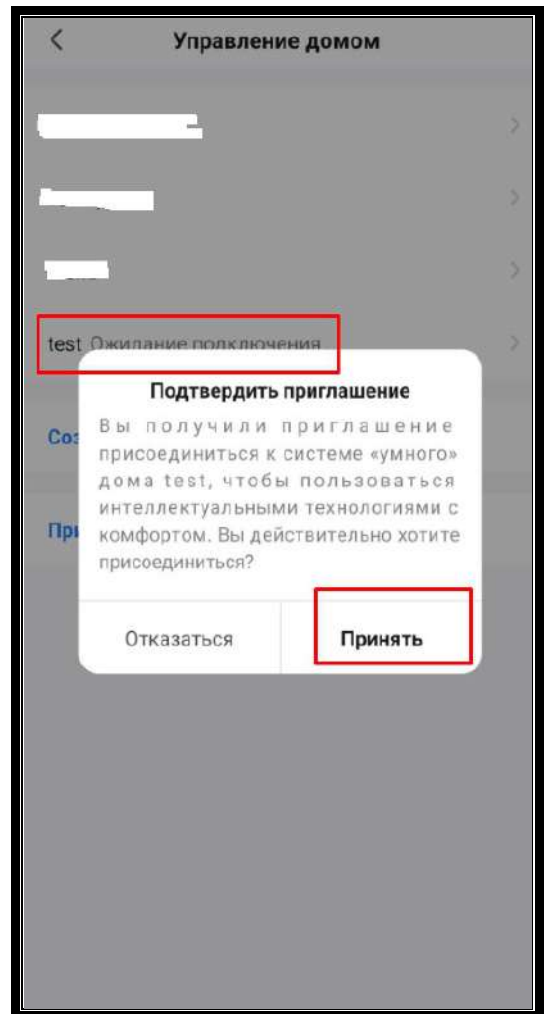 Управление домом
test Ожидание подключения
Подтвердить приглашение
Вы получили приглашение
присоединиться к системе «умного»
дома test, чтобы пользоваться
интеллектуальными технологиями с
комфортом. Вы действительно хотите
присоединиться?
Отказаться
Принять